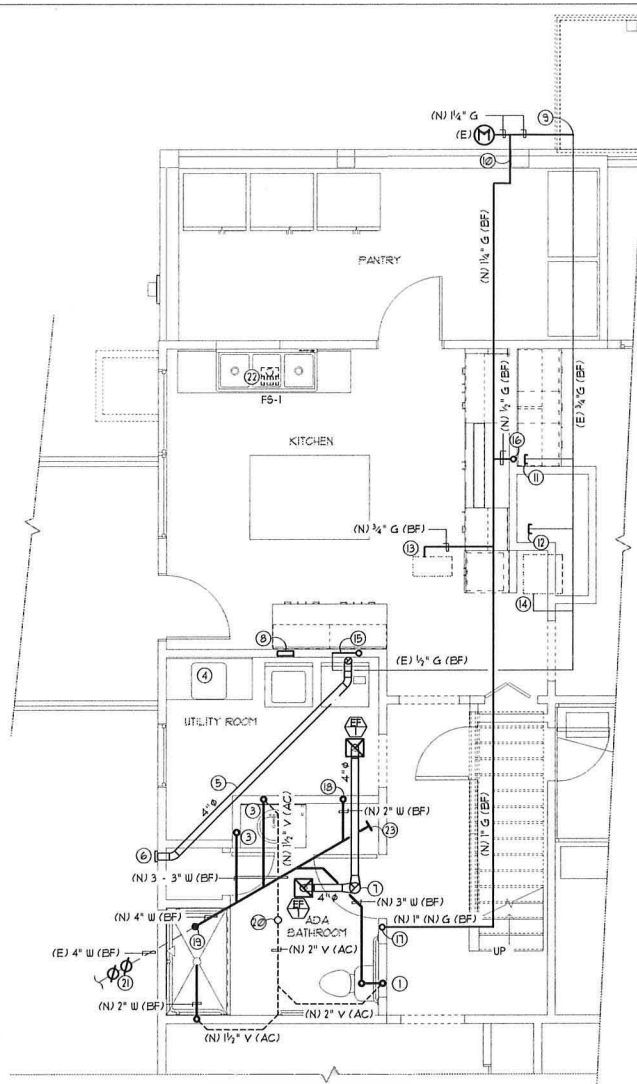 (N) 1¼" G
(E) M
9
10
(N) 1¼" G (BF)
PANTRY
22
FS-1
KITCHEN
(N) ½" G (BF)
(E) ¾"G (BF)
16
11
(N) ¾" G (BF)
13
12
14
8
15
(E) ½" G (BF)
4
UTILITY ROOM
EF
1
5
4"ø
4"ø
18
3
(N) 2" W (BF)
(N) 1½" V (AC)
23
3
6
(N) 1" G (BF)
(N) 3 - 3" W (BF)
EF
1
4"ø
7
(N) 3" W (BF)
(N) 4" W (BF)
(N) 1" (N) G (BF)
19
20
ADA
BATHROOM
17
(E) 4" W (BF)
(N) 2" V (AC)
UP
21
1
(N) 2" W (BF)
(N) 2" V (AC)
(N) 1½" V (AC)